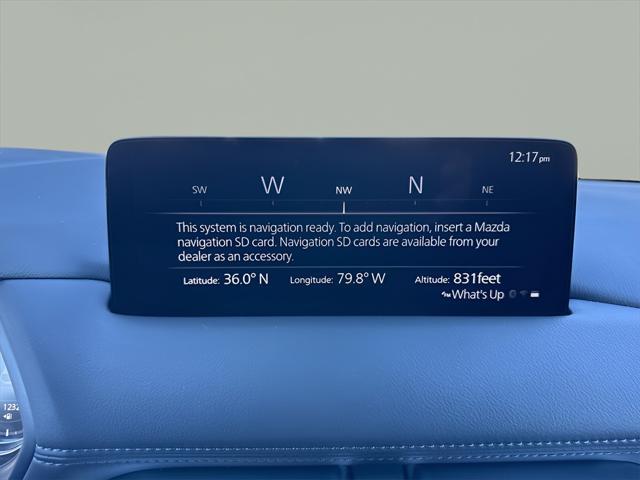 12:17pm
SW W NW N NE
This system is navigation ready. To add navigation, insert a Mazda
navigation SD card. Navigation SD cards are available from your
dealer as an accessory.
Latitude: 36.0° N Longitude: 79.8° W Altitude: 831feet
What's Up
1232